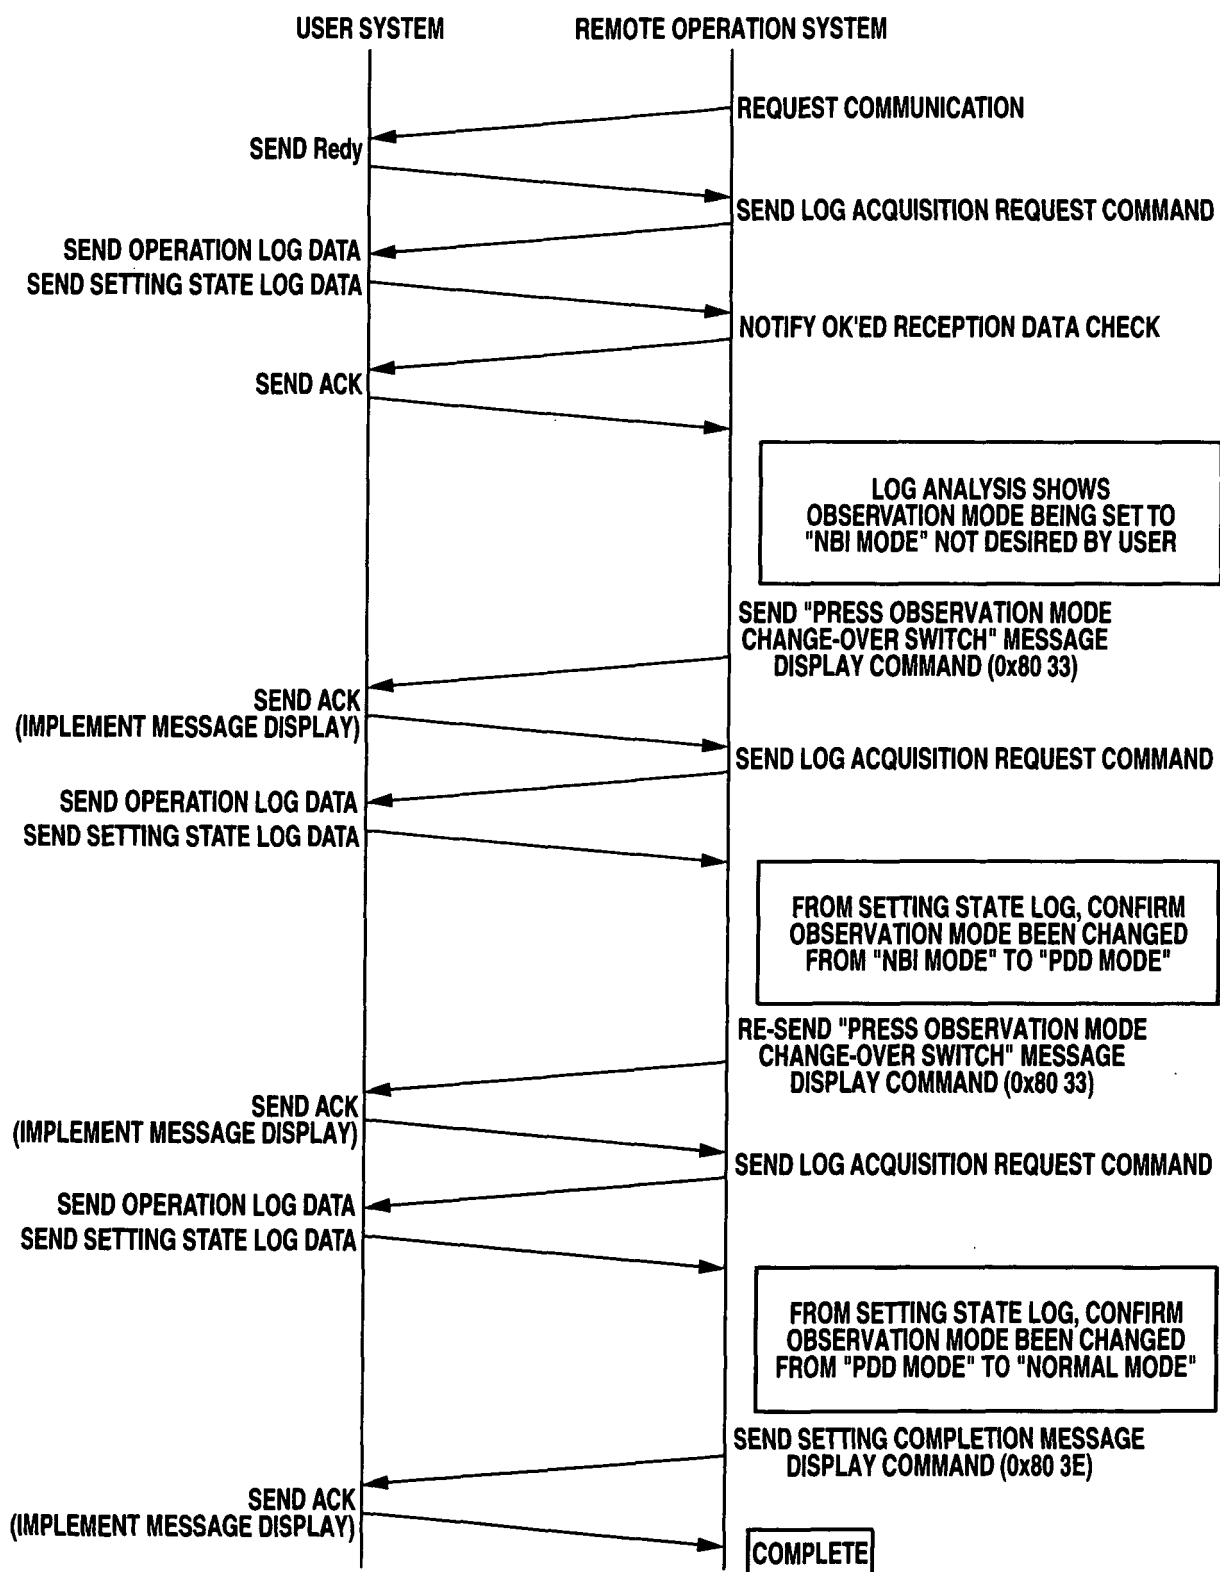 USER SYSTEM
REMOTE OPERATION SYSTEM
REQUEST COMMUNICATION
SEND Redy
SEND LOG ACQUISITION REQUEST COMMAND
SEND OPERATION LOG DATA
SEND SETTING STATE LOG DATA
NOTIFY OK'ED RECEPTION DATA CHECK
SEND ACK
LOG ANALYSIS SHOWS
OBSERVATION MODE BEING SET TO
"NBI MODE" NOT DESIRED BY USER
SEND "PRESS OBSERVATION MODE
CHANGE-OVER SWITCH" MESSAGE
DISPLAY COMMAND (0x80 33)
SEND ACK
(IMPLEMENT MESSAGE DISPLAY)
SEND LOG ACQUISITION REQUEST COMMAND
SEND OPERATION LOG DATA
SEND SETTING STATE LOG DATA
FROM SETTING STATE LOG, CONFIRM
OBSERVATION MODE BEEN CHANGED
FROM "NBI MODE" TO "PDD MODE"
RE-SEND "PRESS OBSERVATION MODE
CHANGE-OVER SWITCH" MESSAGE
DISPLAY COMMAND (0x80 33)
SEND ACK
(IMPLEMENT MESSAGE DISPLAY)
SEND LOG ACQUISITION REQUEST COMMAND
SEND OPERATION LOG DATA
SEND SETTING STATE LOG DATA
FROM SETTING STATE LOG, CONFIRM
OBSERVATION MODE BEEN CHANGED
FROM "PDD MODE" TO "NORMAL MODE"
SEND SETTING COMPLETION MESSAGE
DISPLAY COMMAND (0x80 3E)
SEND ACK
(IMPLEMENT MESSAGE DISPLAY)
COMPLETE